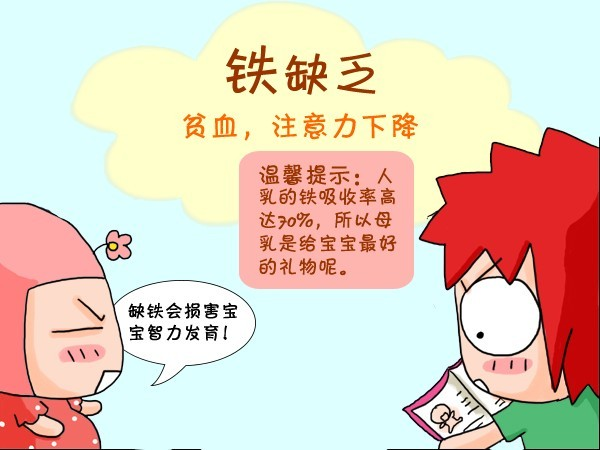 铁缺乏
贫血，注意力下降
温馨提示：人
乳的铁吸收率高
达70%，所以母
乳是给宝宝最好
的礼物呢。
缺铁会损害宝
宝智力发育！